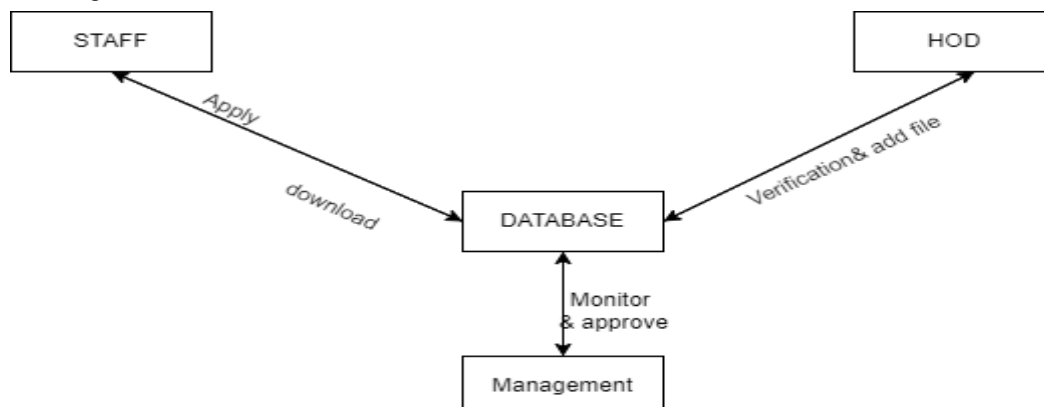 STAFF
HOD
Apply
download
Verification& add file
DATABASE
Monitor
& approve
Management